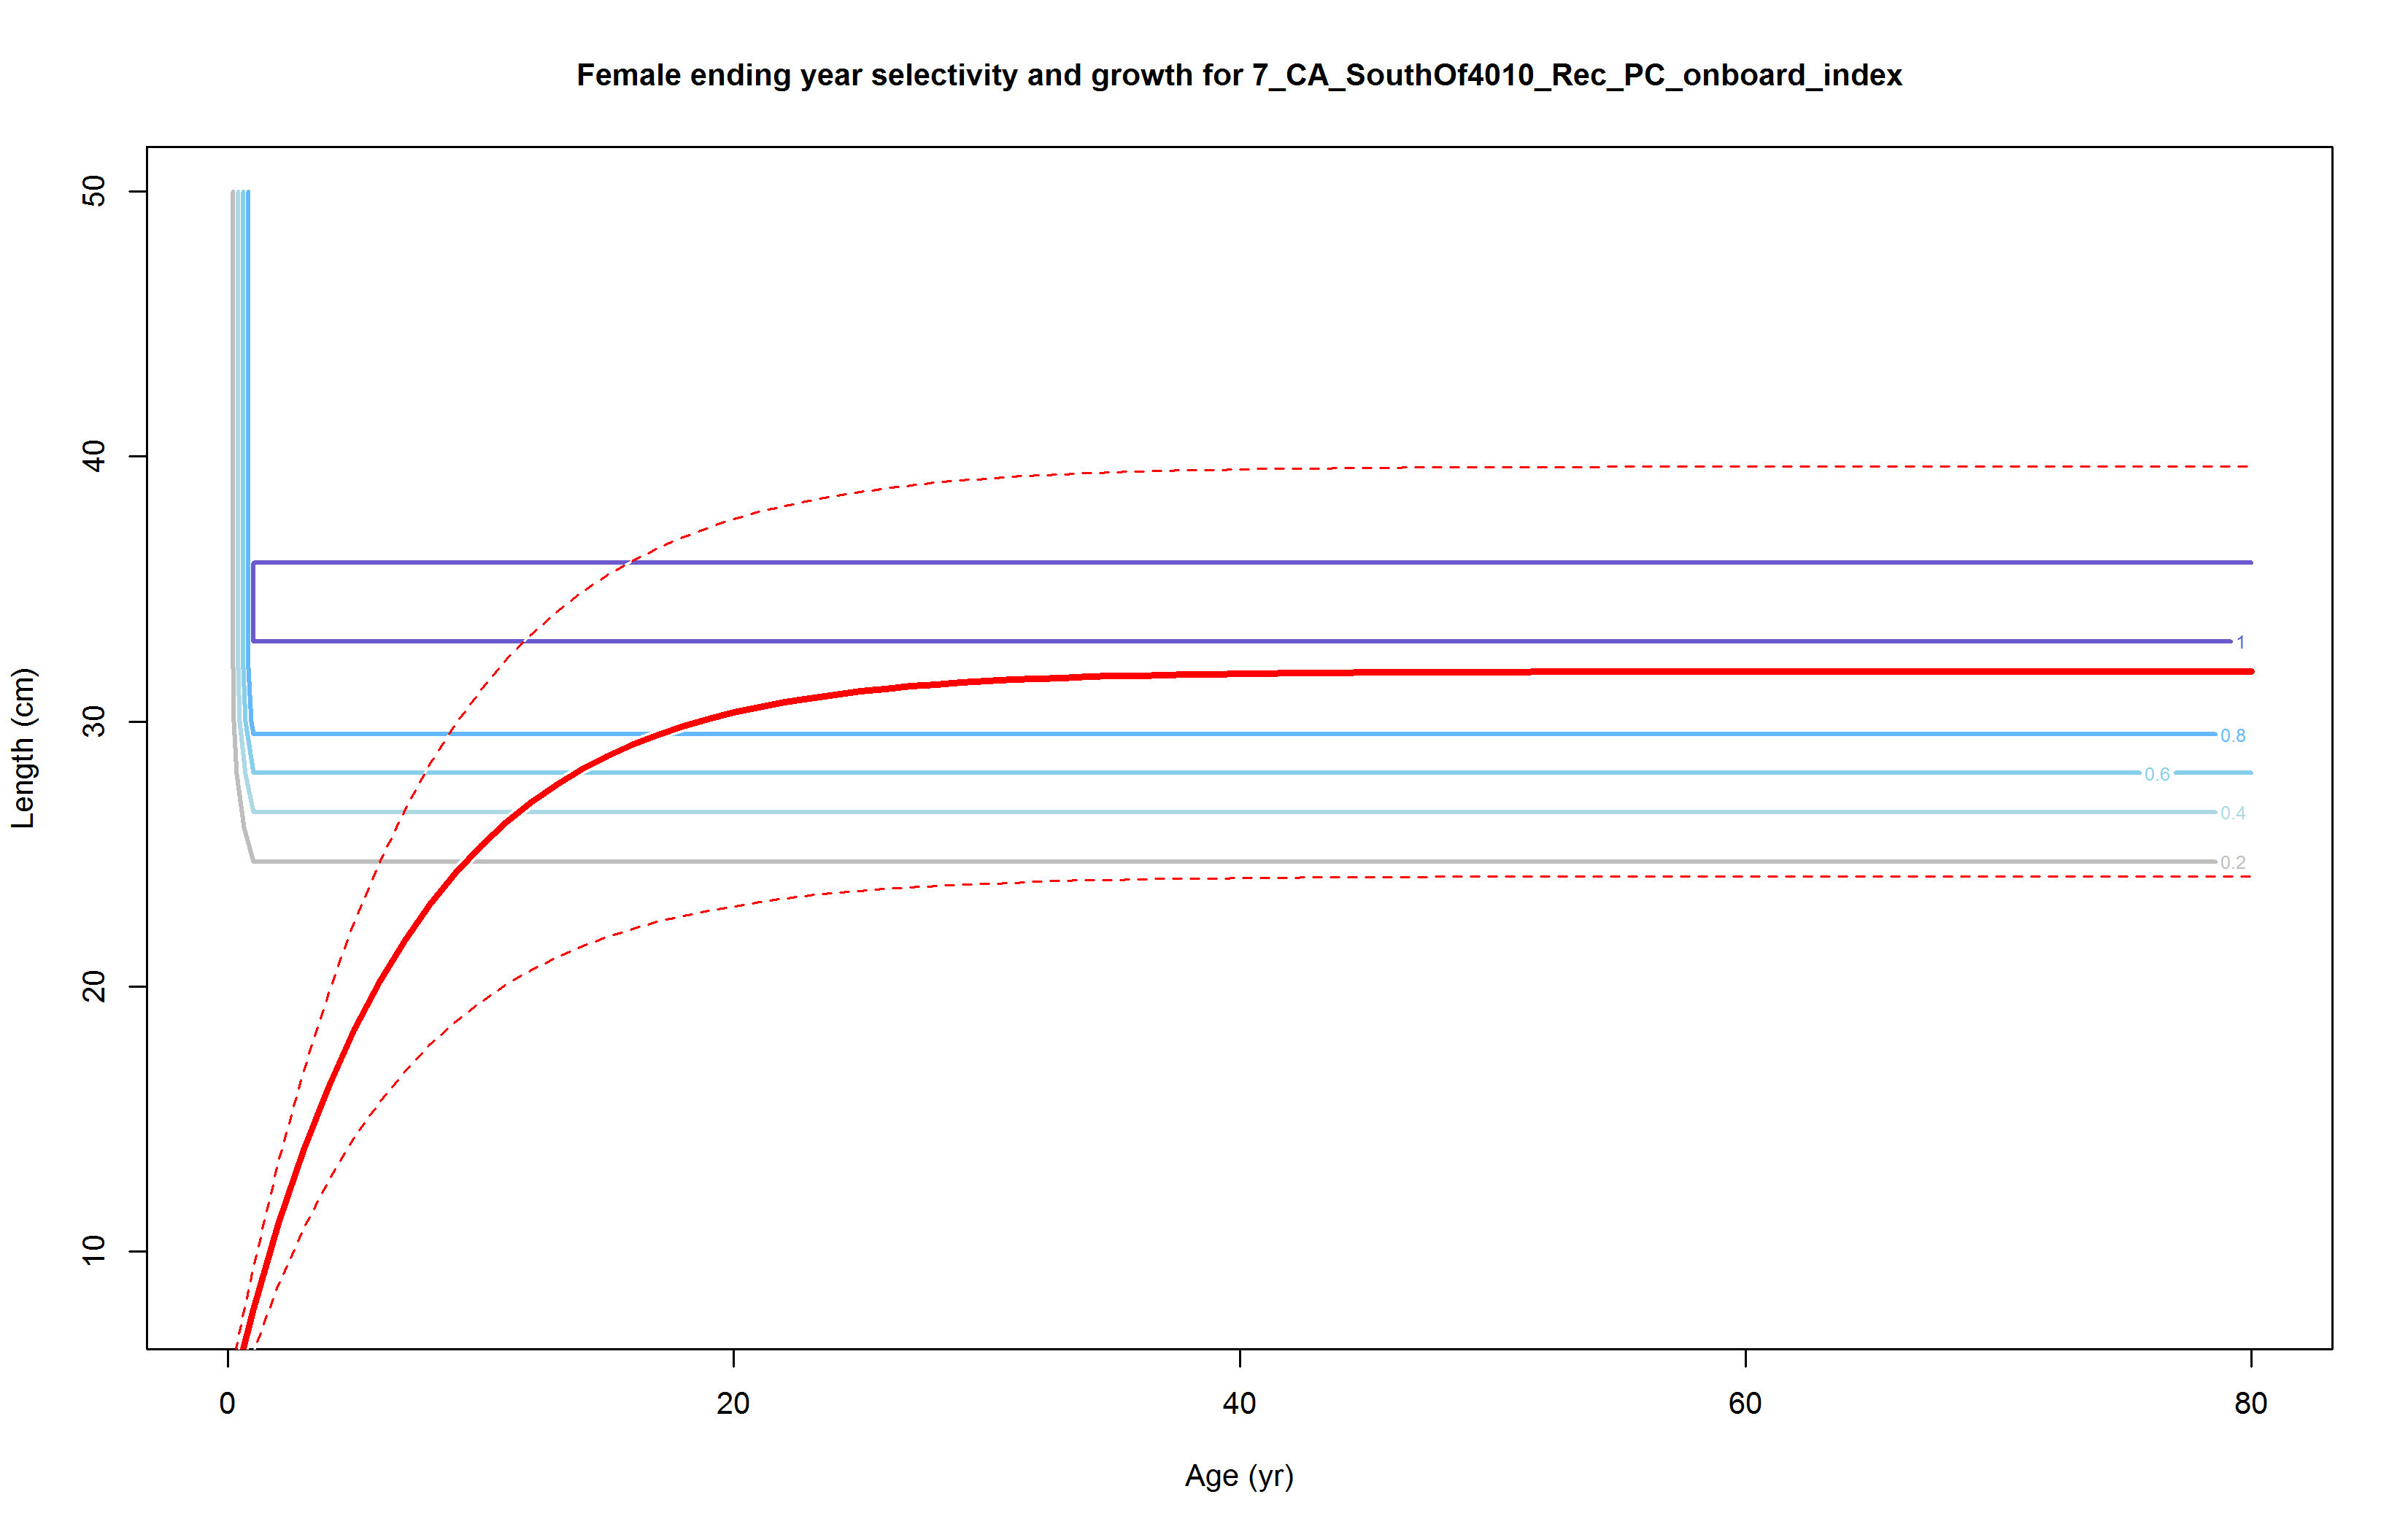 Female ending year selectivity and growth for 7_CA_SouthOf4010_Rec_PC_onboard_index
Length (cm)
50
40
30
20
10
1
0.8
0.6
0.4
0.2
0 20 40 60 80
Age (yr)